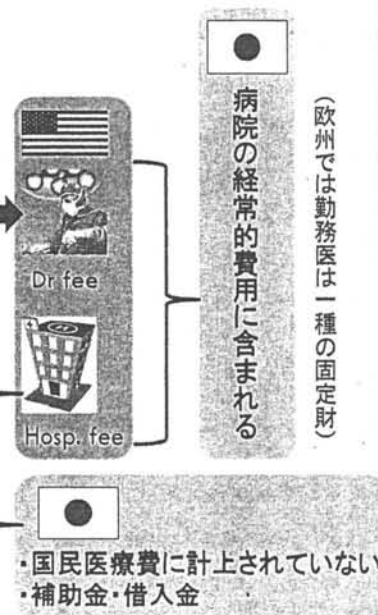 (欧州では勤務医は一種の固定財)
病院の経常的費用に含まれる
Dr fee
Hosp. fee
・国民医療費に計上されていない
・補助金・借入金